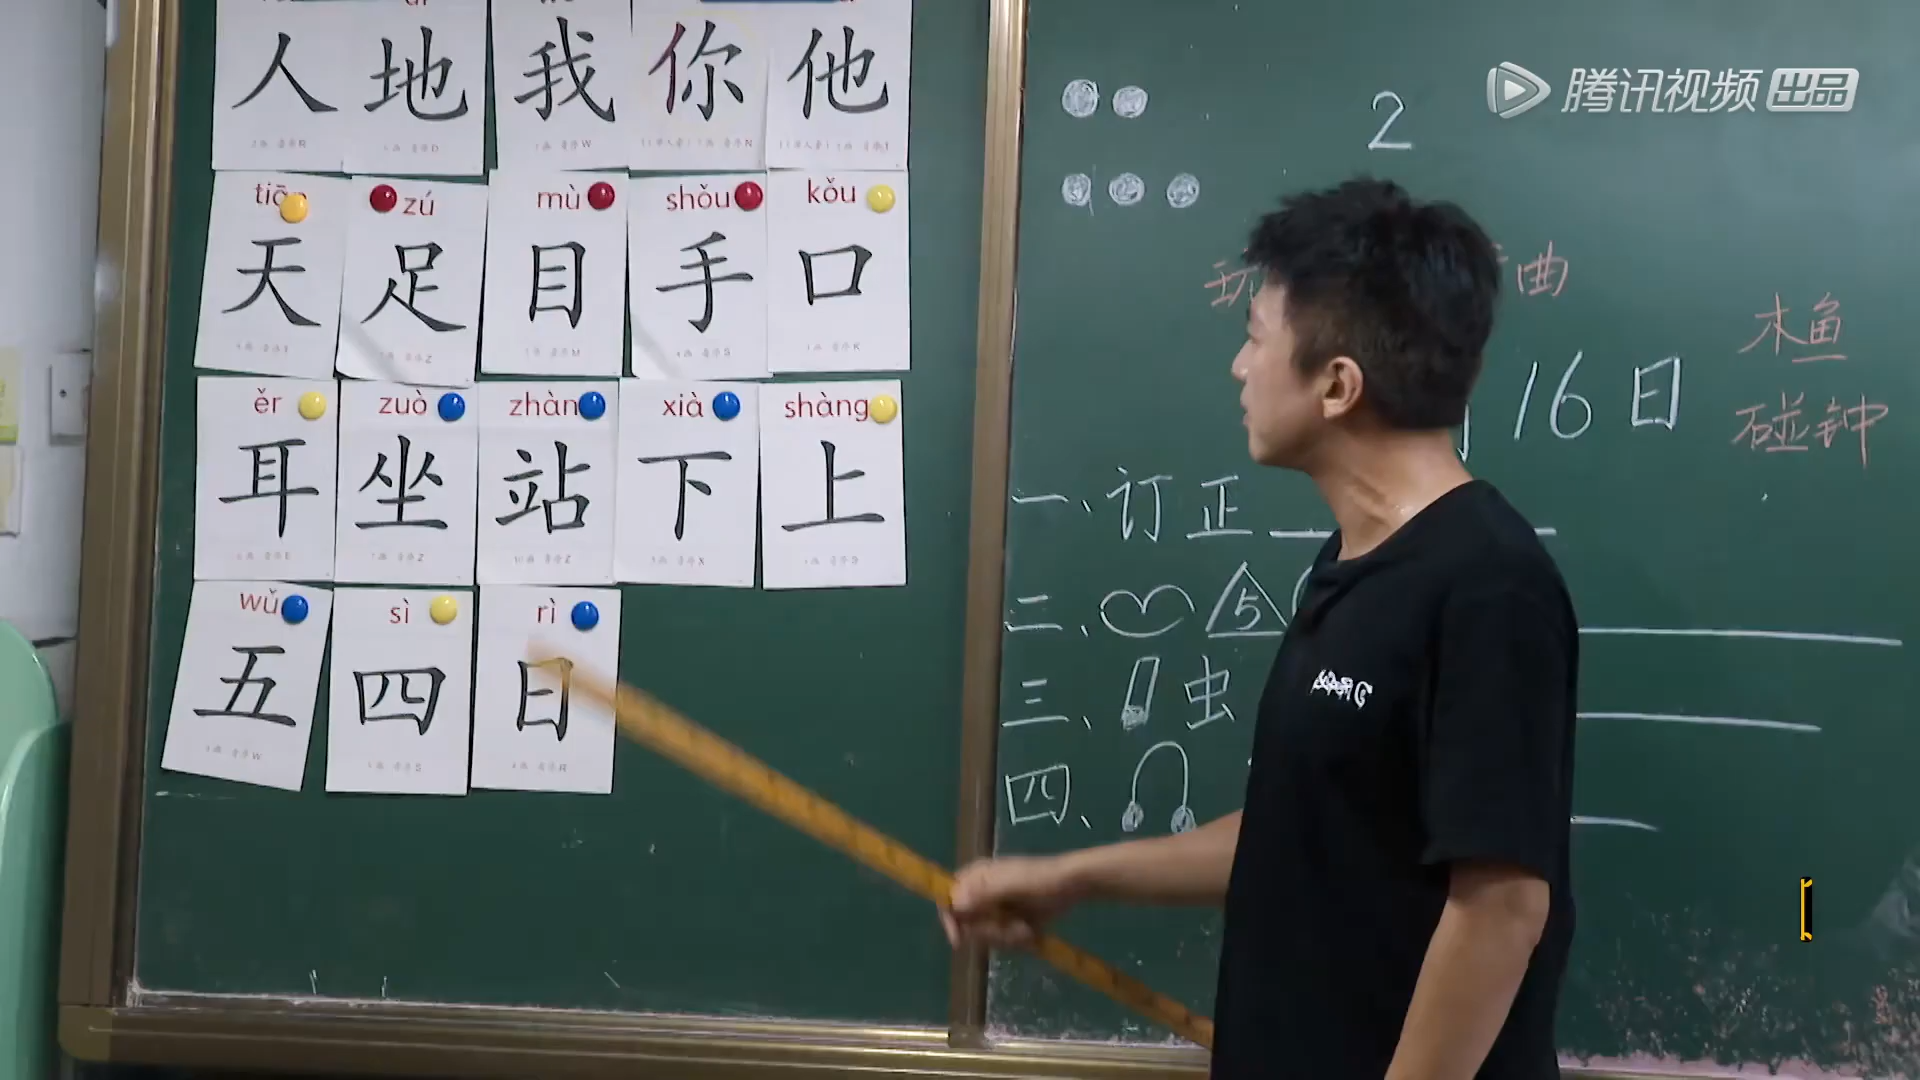 人 地 我 你 他
zú mù shǒu kǒu
天 足 目 手 口
ěr zuò zhàn xià shàng
耳 坐 站 下 上
wǔ sì rì
五 四 日
腾讯视频 出品
2
玩 曲
木鱼
16日
碰钟
一、订正
二、 5
三、 虫
四、